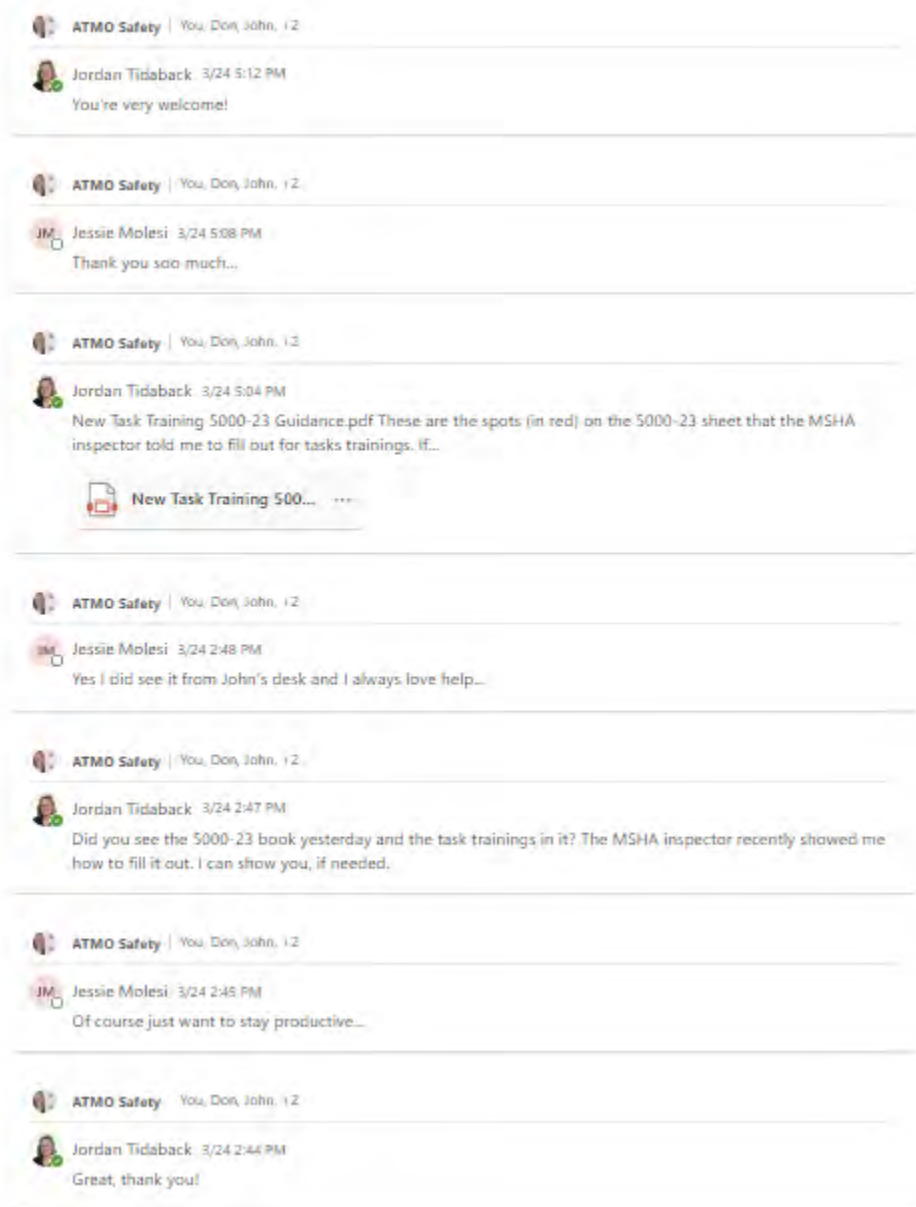 ATMO Safety | You, Don, John, +2
Jordan Tidaback 3/24 5:12 PM
You're very welcome!
ATMO Safety | You, Don, John, +2
JM Jessie Molesi 3/24 5:08 PM
Thank you soo much...
ATMO Safety | You, Don, John, +2
Jordan Tidaback 3/24 5:04 PM
New Task Training 5000-23 Guidance.pdf These are the spots (in red) on the 5000-23 sheet that the MSHA
inspector told me to fill out for tasks trainings. If...
New Task Training 500... ...
ATMO Safety | You, Don, John, +2
JM Jessie Molesi 3/24 2:48 PM
Yes I did see it from John's desk and I always love help...
ATMO Safety | You, Don, John, +2
Jordan Tidaback 3/24 2:47 PM
Did you see the 5000-23 book yesterday and the task trainings in it? The MSHA inspector recently showed me
how to fill it out. I can show you, if needed.
ATMO Safety | You, Don, John, +2
JM Jessie Molesi 3/24 2:45 PM
Of course just want to stay productive...
ATMO Safety You, Don, John, +2
Jordan Tidaback 3/24 2:44 PM
Great, thank you!